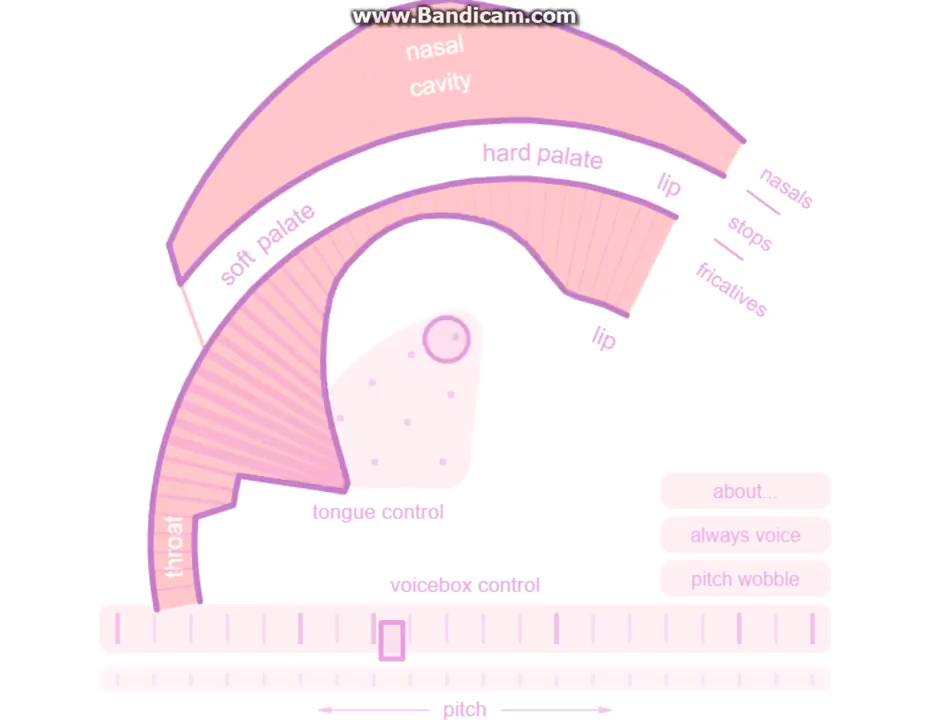 www.Bandicam.com
nasal
cavity
hard palate
lip
nasals
stops
fricatives
soft palate
lip
tongue control
throat
about...
always voice
pitch wobble
voicebox control
pitch